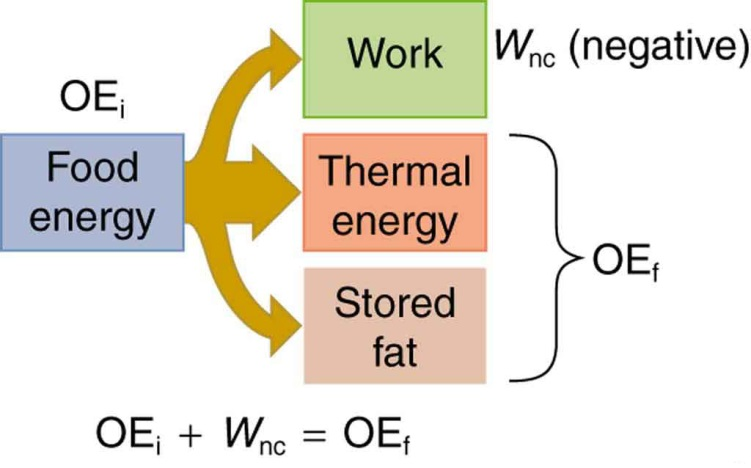 OEi
Food
energy
Work
Wnc (negative)
Thermal
energy
Stored
fat
OEf
OEi + Wnc = OEf